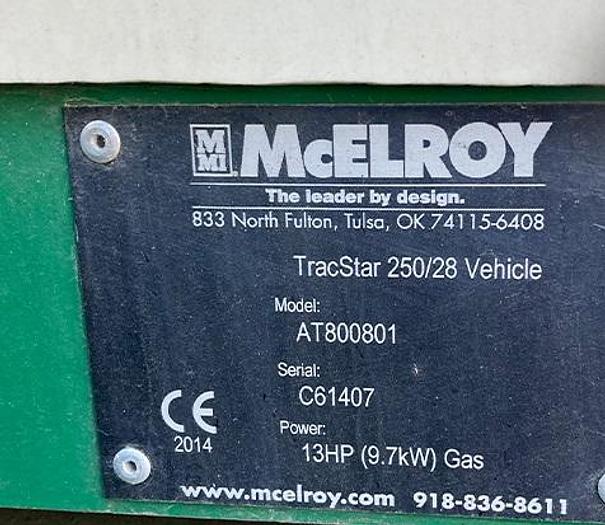 MMI. McELROY
The leader by design.
833 North Fulton, Tulsa, OK 74115-6408
TracStar 250/28 Vehicle
Model:
AT800801
Serial:
C61407
CE
2014
Power:
13HP (9.7kW) Gas
www.mcelroy.com 918-836-8611